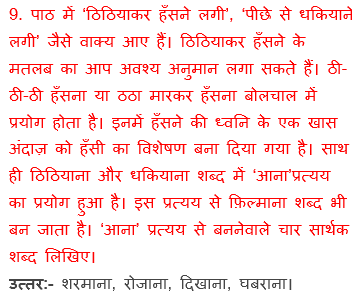 9. पाठ में ‘ठिठियाकर हँसने लगी’, ‘पीछे से धकियाने
लगी’ जैसे वाक्य आए हैं। ठिठियाकर हँसने के
मतलब का आप अवश्य अनुमान लगा सकते हैं। ठी-
ठी-ठी हँसना या ठठा मारकर हँसना बोलचाल में
प्रयोग होता है। इनमें हँसने की ध्वनि के एक खास
अंदाज़ को हँसी का विशेषण बना दिया गया है। साथ
ही ठिठियाना और धकियाना शब्द में ‘आना’प्रत्यय
का प्रयोग हुआ है। इस प्रत्यय से फ़िल्माना शब्द भी
बन जाता है। ‘आना’ प्रत्यय से बननेवाले चार सार्थक
शब्द लिखिए।
उत्तर:- शरमाना, रोजाना, दिखाना, घबराना।